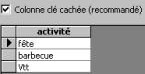 Colonne clé cachée (recommandé)
activité
fête
barbecue
Vtt